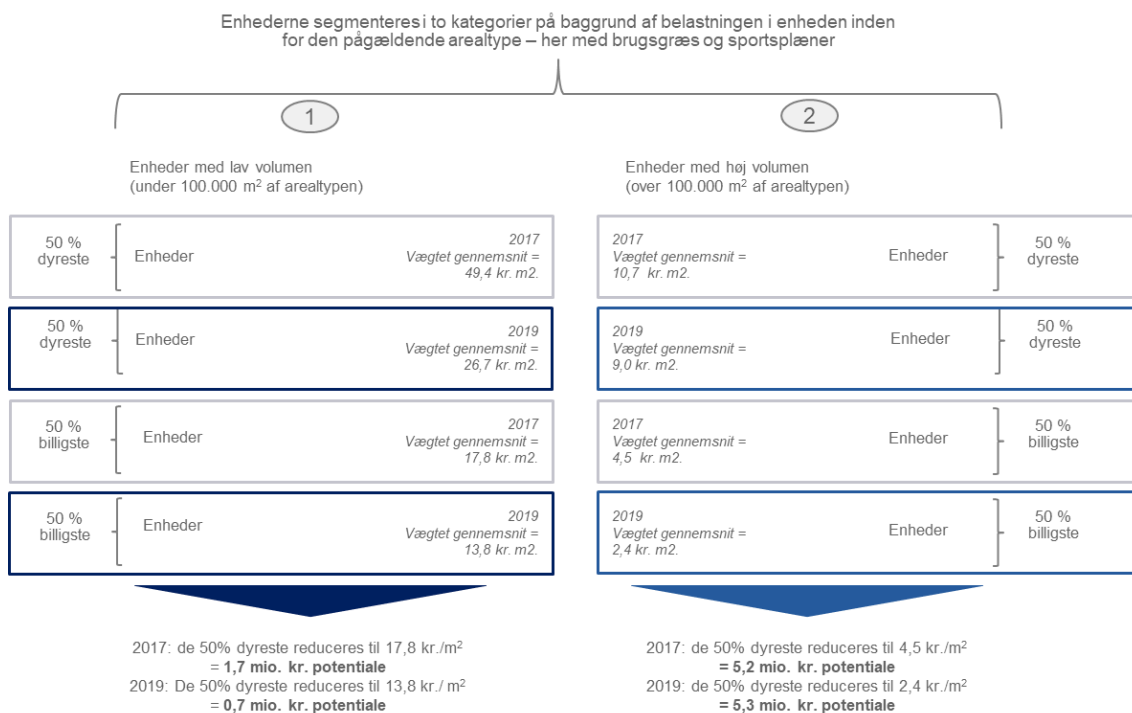 Enhederne segmenteres i to kategorier på baggrund af belastningen i enheden inden
for den pågældende arealtype – her med brugsgræs og sportsplæner
1
2
Enheder med lav volumen
(under 100.000 m² af arealtypen)
Enheder med høj volumen
(over 100.000 m² af arealtypen)
50 %
dyreste
Enheder
2017
Vægtet gennemsnit =
49,4 kr. m2.
2017
Vægtet gennemsnit =
10,7 kr. m2.
Enheder
50 %
dyreste
50 %
dyreste
Enheder
2019
Vægtet gennemsnit =
26,7 kr. m2.
2019
Vægtet gennemsnit =
9,0 kr. m2.
Enheder
50 %
dyreste
50 %
billigste
Enheder
2017
Vægtet gennemsnit =
17,8 kr. m2.
2017
Vægtet gennemsnit =
4,5 kr. m2.
Enheder
50 %
billigste
50 %
billigste
Enheder
2019
Vægtet gennemsnit =
13,8 kr. m2.
2019
Vægtet gennemsnit =
2,4 kr. m2.
Enheder
50 %
billigste
2017: de 50% dyreste reduceres til 17,8 kr./m²
= 1,7 mio. kr. potentiale
2019: De 50% dyreste reduceres til 13,8 kr./ m²
= 0,7 mio. kr. potentiale
2017: de 50% dyreste reduceres til 4,5 kr./m²
= 5,2 mio. kr. potentiale
2019: de 50% dyreste reduceres til 2,4 kr./m²
= 5,3 mio. kr. potentiale